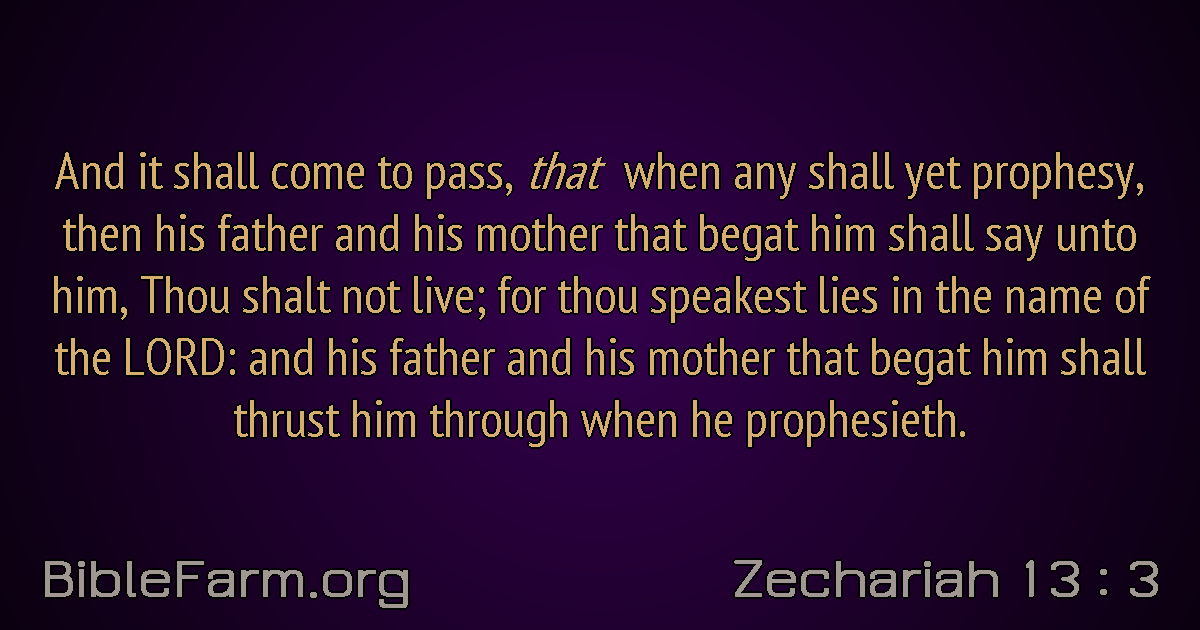 And it shall come to pass, that when any shall yet prophesy,
then his father and his mother that begat him shall say unto
him, Thou shalt not live; for thou speakest lies in the name of
the LORD: and his father and his mother that begat him shall
thrust him through when he prophesieth.
BibleFarm.org
Zechariah 13 : 3